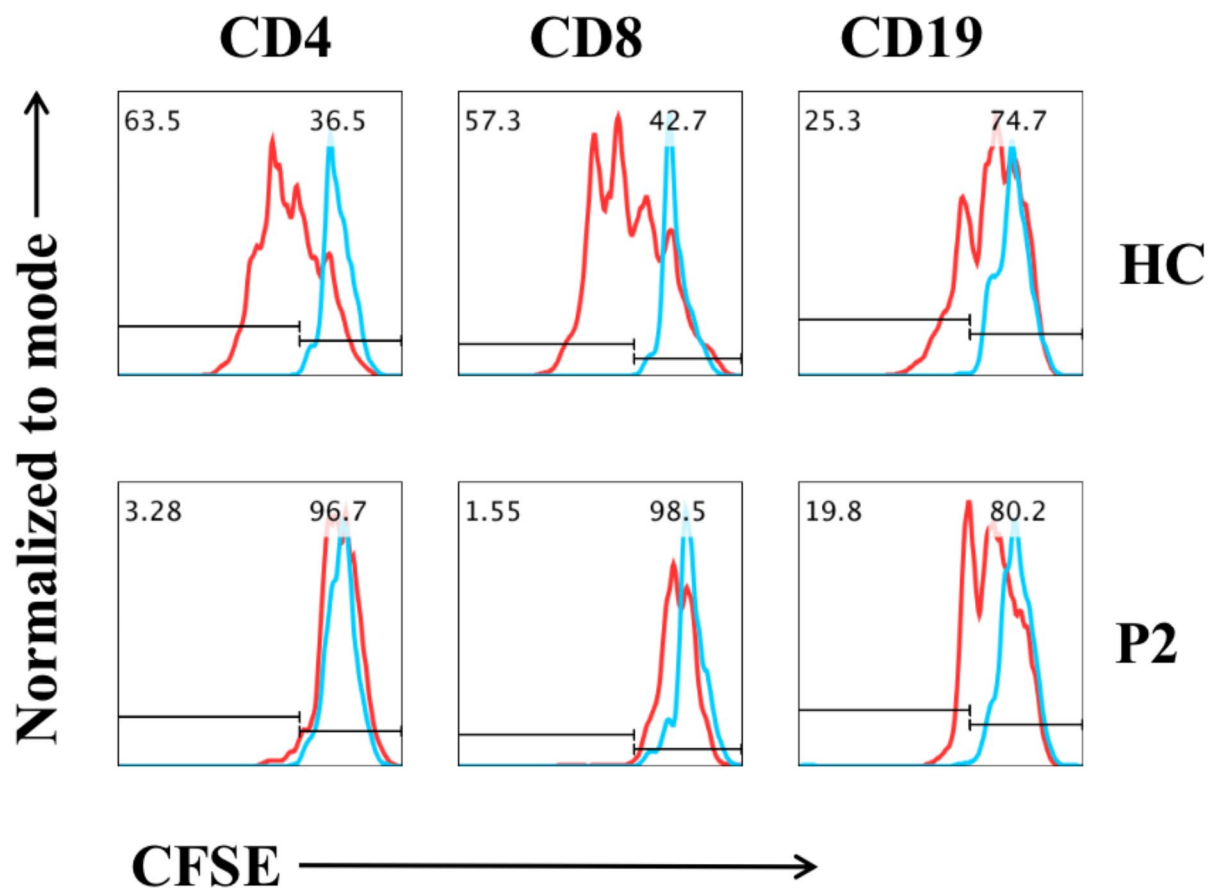 CD4 CD8 CD19
63.5 36.5 57.3 42.7 25.3 74.7
HC
3.28 96.7 1.55 98.5 19.8 80.2
P2
Normalized to mode
CFSE